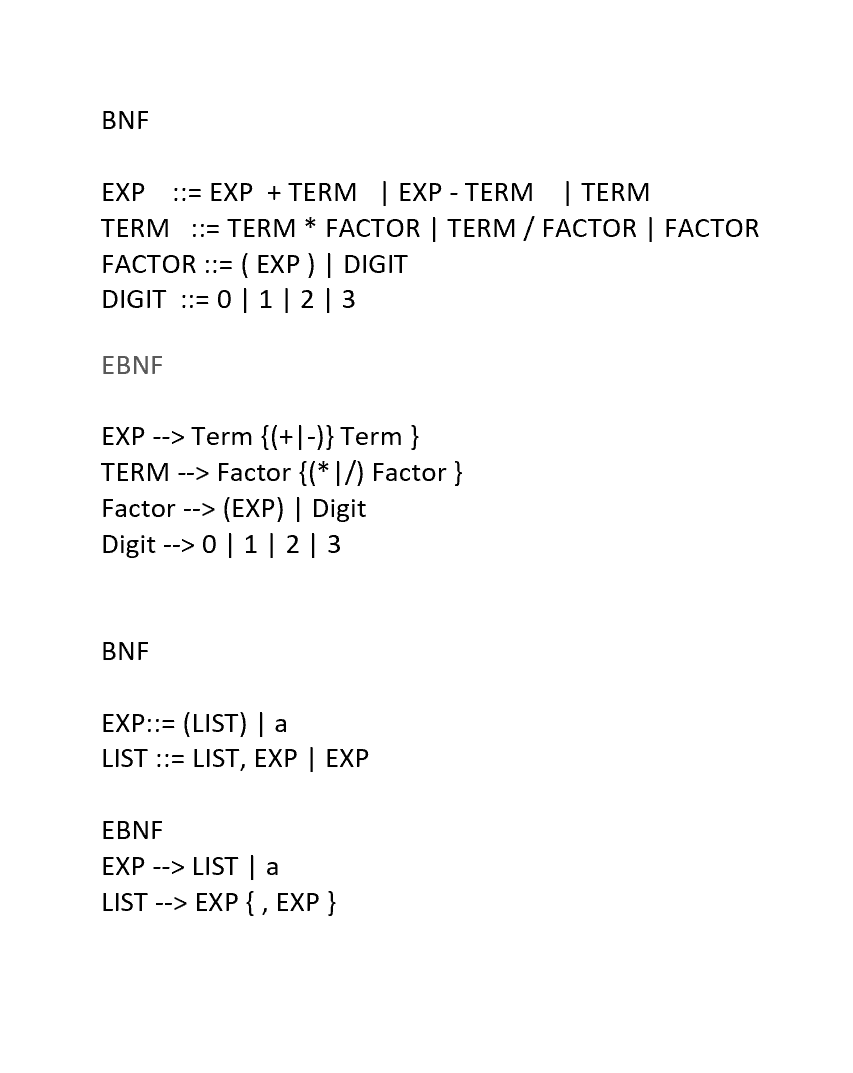 BNF
EXP ::= EXP + TERM | EXP - TERM | TERM
TERM ::= TERM * FACTOR | TERM / FACTOR | FACTOR
FACTOR ::= ( EXP ) | DIGIT
DIGIT ::= 0 | 1 | 2 | 3
EBNF
EXP --> Term {(+|-)} Term }
TERM --> Factor {(*|/) Factor }
Factor --> (EXP) | Digit
Digit --> 0 | 1 | 2 | 3
BNF
EXP::= (LIST) | a
LIST ::= LIST, EXP | EXP
EBNF
EXP --> LIST | a
LIST --> EXP { , EXP }